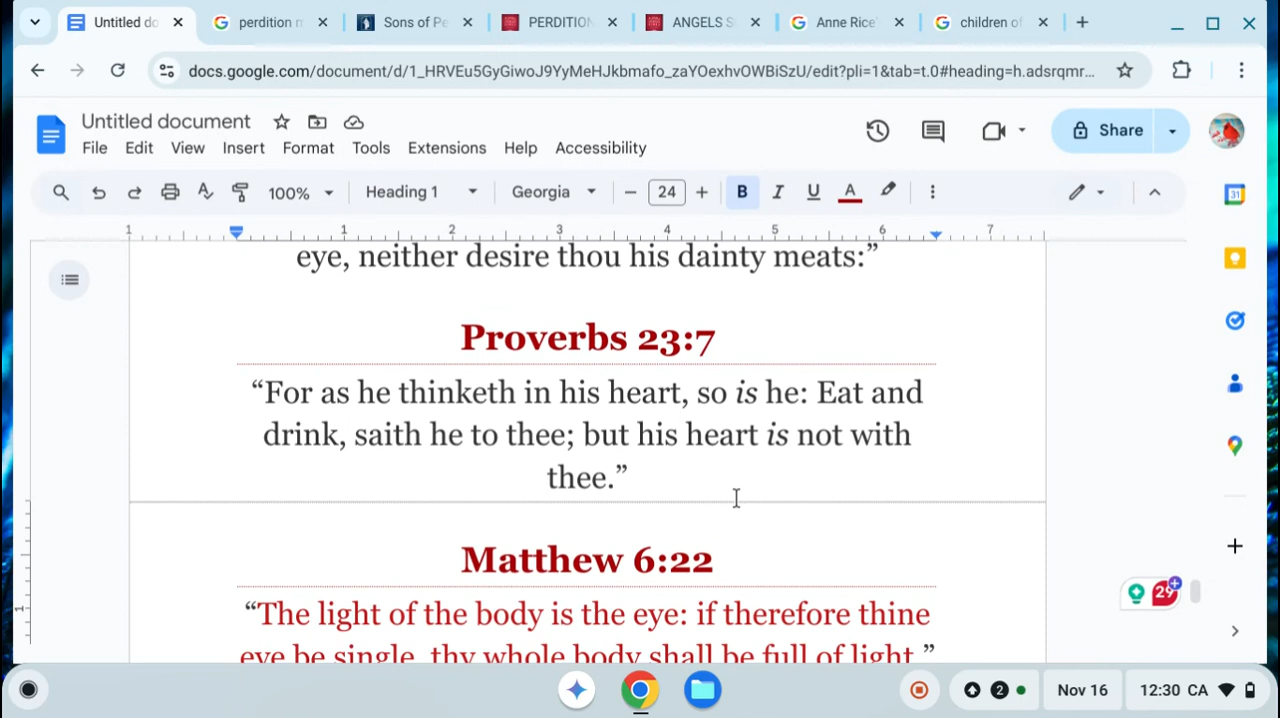 Untitled do
perdition m
Sons of Pe
PERDITION
ANGELS S
Anne Rice'
children of
docs.google.com/document/d/1_HRVEu5GyGiwoJ9YyMeHJkbmafo_zaYOexhvOWBiSzU/edit?pli=1&tab=t.0#heading=h.adsrqmr...
Untitled document
File Edit View Insert Format Tools Extensions Help Accessibility
Share
100% Heading 1 Georgia 24 B I U A
1 1 2 3 4 5 6 7
eye, neither desire thou his dainty meats:”
Proverbs 23:7
“For as he thinketh in his heart, so is he: Eat and
drink, saith he to thee; but his heart is not with
thee.”
Matthew 6:22
“The light of the body is the eye: if therefore thine
eye be single, thy whole body shall be full of light.”
31
29
1
2
Nov 16
12:30 CA